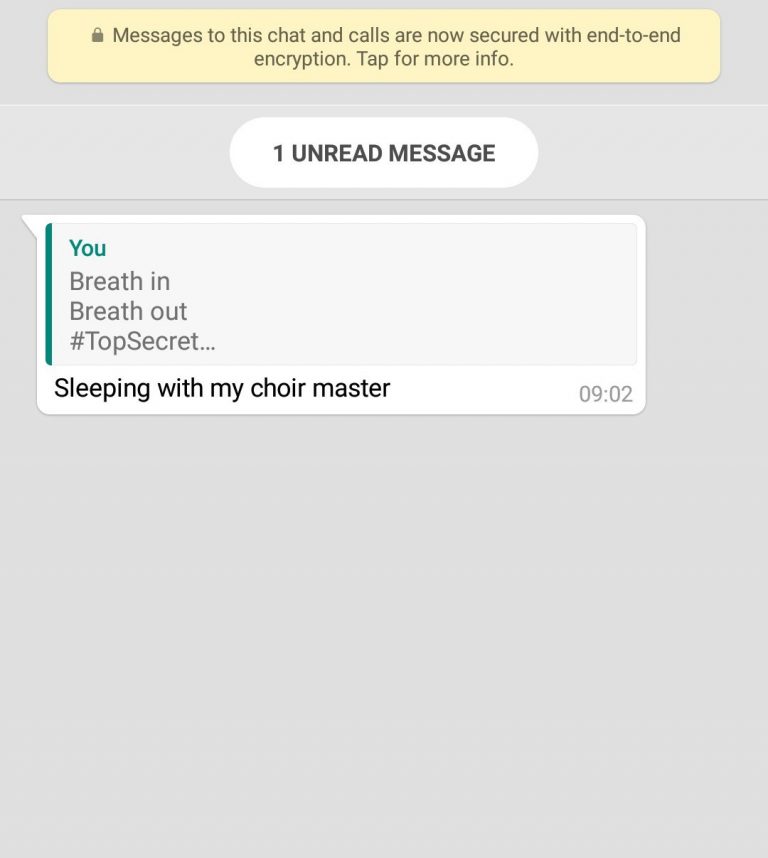 Messages to this chat and calls are now secured with end-to-end
encryption. Tap for more info.
1 UNREAD MESSAGE
You
Breath in
Breath out
#TopSecret...
Sleeping with my choir master
09:02